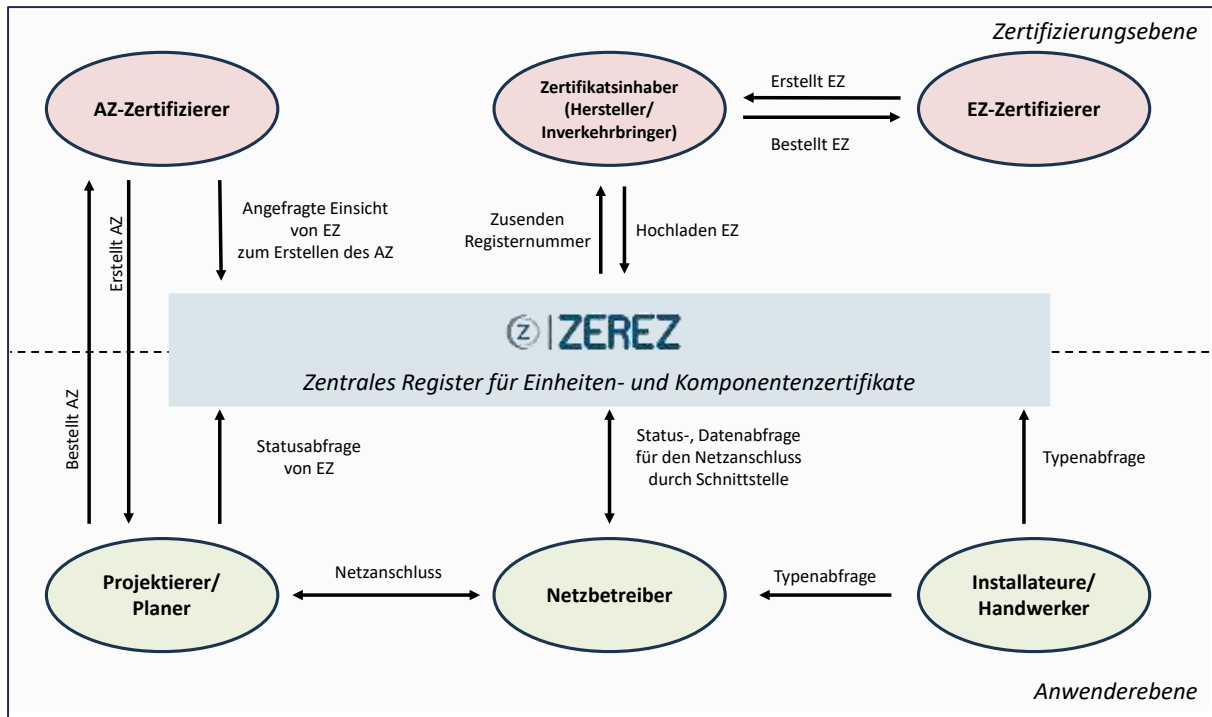 Zertifizierungsebene
AZ-Zertifizierer
Zertifikatsinhaber
(Hersteller/
Inverkehrbringer)
Erstellt EZ
Bestellt EZ
EZ-Zertifizierer
Bestellt AZ
Erstellt AZ
Angefragte Einsicht
von EZ
zum Erstellen des AZ
Zusenden
Registernummer
Hochladen EZ
Z | ZEREZ
Zentrales Register für Einheiten- und Komponentenzertifikate
Statusabfrage
von EZ
Status-, Datenabfrage
für den Netzanschluss
durch Schnittstelle
Typenabfrage
Projektierer/
Planer
Netzanschluss
Netzbetreiber
Typenabfrage
Installateure/
Handwerker
Anwenderebene